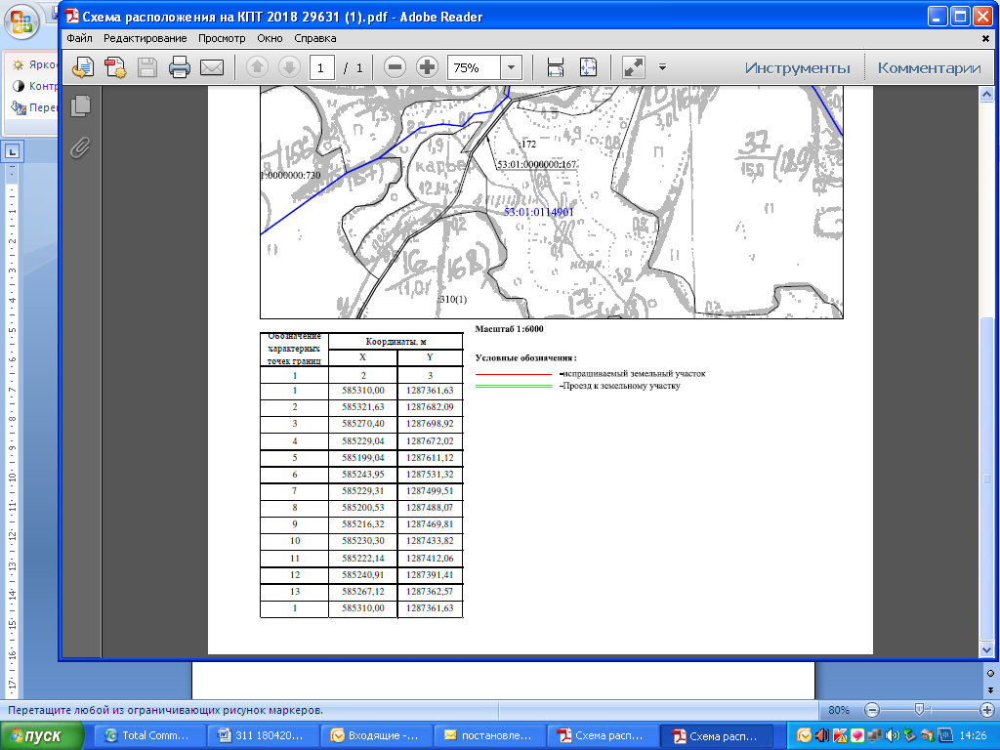 Схема расположения на КПТ 2018 29631 (1).pdf - Adobe Reader
Файл Редактирование Просмотр Окно Справка
1 / 1 75% Инструменты Комментарии
Ярко
Конт
Пере
:172
53:01:0000000:167
1:0000000:730
карьер
37
15,0
53:01:0114901
16
11,01
:310(1)
Масштаб 1:6000
Условные обозначения:
–испрашиваемый земельный участок
–Проезд к земельному участку
Обозначение характерных точек границ Координаты, м
X Y
1 2 3
1 585310,00 1287361,63
2 585321,63 1287682,09
3 585270,40 1287698,92
4 585229,04 1287672,02
5 585199,04 1287611,12
6 585243,95 1287531,32
7 585229,31 1287499,51
8 585200,53 1287488,07
9 585216,32 1287469,81
10 585230,30 1287433,82
11 585222,14 1287412,06
12 585240,91 1287391,41
13 585267,12 1287362,57
1 585310,00 1287361,63
Перетащите любой из ограничивающих рисунок маркеров. 80%
пуск Total Comm... 311 180420... Входящие -... постановле... Схема расп... Схема расп... 14:26